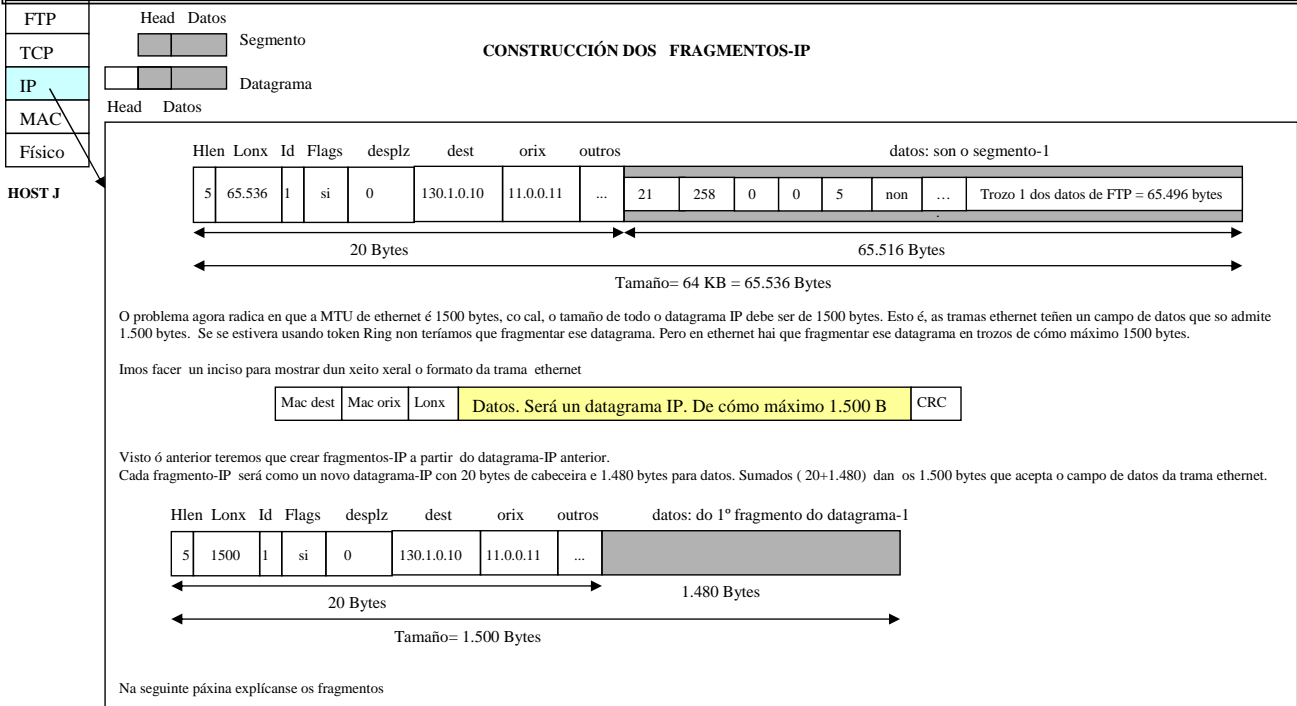 FTP
TCP
IP
MAC
Físico
HOST J
Head Datos
Segmento
Datagrama
Head Datos
CONSTRUCCIÓN DOS FRAGMENTOS-IP
Hlen Lonx Id Flags desplz dest orix outros datos: son o segmento-1
5 65.536 1 si 0 130.1.0.10 11.0.0.11 ... 21 258 0 0 5 non … Trozo 1 dos datos de FTP = 65.496 bytes
20 Bytes 65.516 Bytes
Tamaño= 64 KB = 65.536 Bytes
O problema agora radica en que a MTU de ethernet é 1500 bytes, co cal, o tamaño de todo o datagrama IP debe ser de 1500 bytes. Esto é, as tramas ethernet teñen un campo de datos que so admite
1.500 bytes. Se se estivera usando token Ring non teríamos que fragmentar ese datagrama. Pero en ethernet hai que fragmentar ese datagrama en trozos de cómo máximo 1500 bytes.
Imos facer un inciso para mostrar dun xeito xeral o formato da trama ethernet
Mac dest Mac orix Lonx Datos. Será un datagrama IP. De cómo máximo 1.500 B CRC
Visto ó anterior teremos que crear fragmentos-IP a partir do datagrama-IP anterior.
Cada fragmento-IP será como un novo datagrama-IP con 20 bytes de cabeceira e 1.480 bytes para datos. Sumados ( 20+1.480) dan os 1.500 bytes que acepta o campo de datos da trama ethernet.
Hlen Lonx Id Flags desplz dest orix outros datos: do 1º fragmento do datagrama-1
5 1500 1 si 0 130.1.0.10 11.0.0.11 ...
20 Bytes 1.480 Bytes
Tamaño= 1.500 Bytes
Na seguinte páxina explícanse os fragmentos